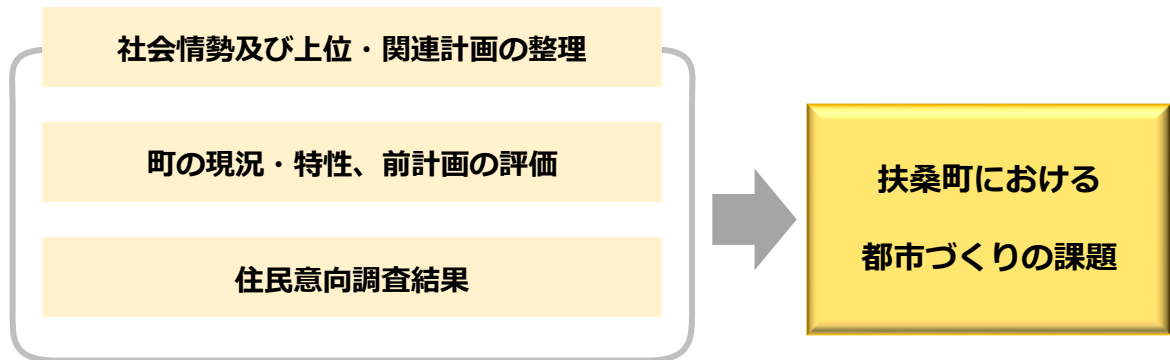 社会情勢及び上位・関連計画の整理
町の現況・特性、前計画の評価
住民意向調査結果
扶桑町における
都市づくりの課題